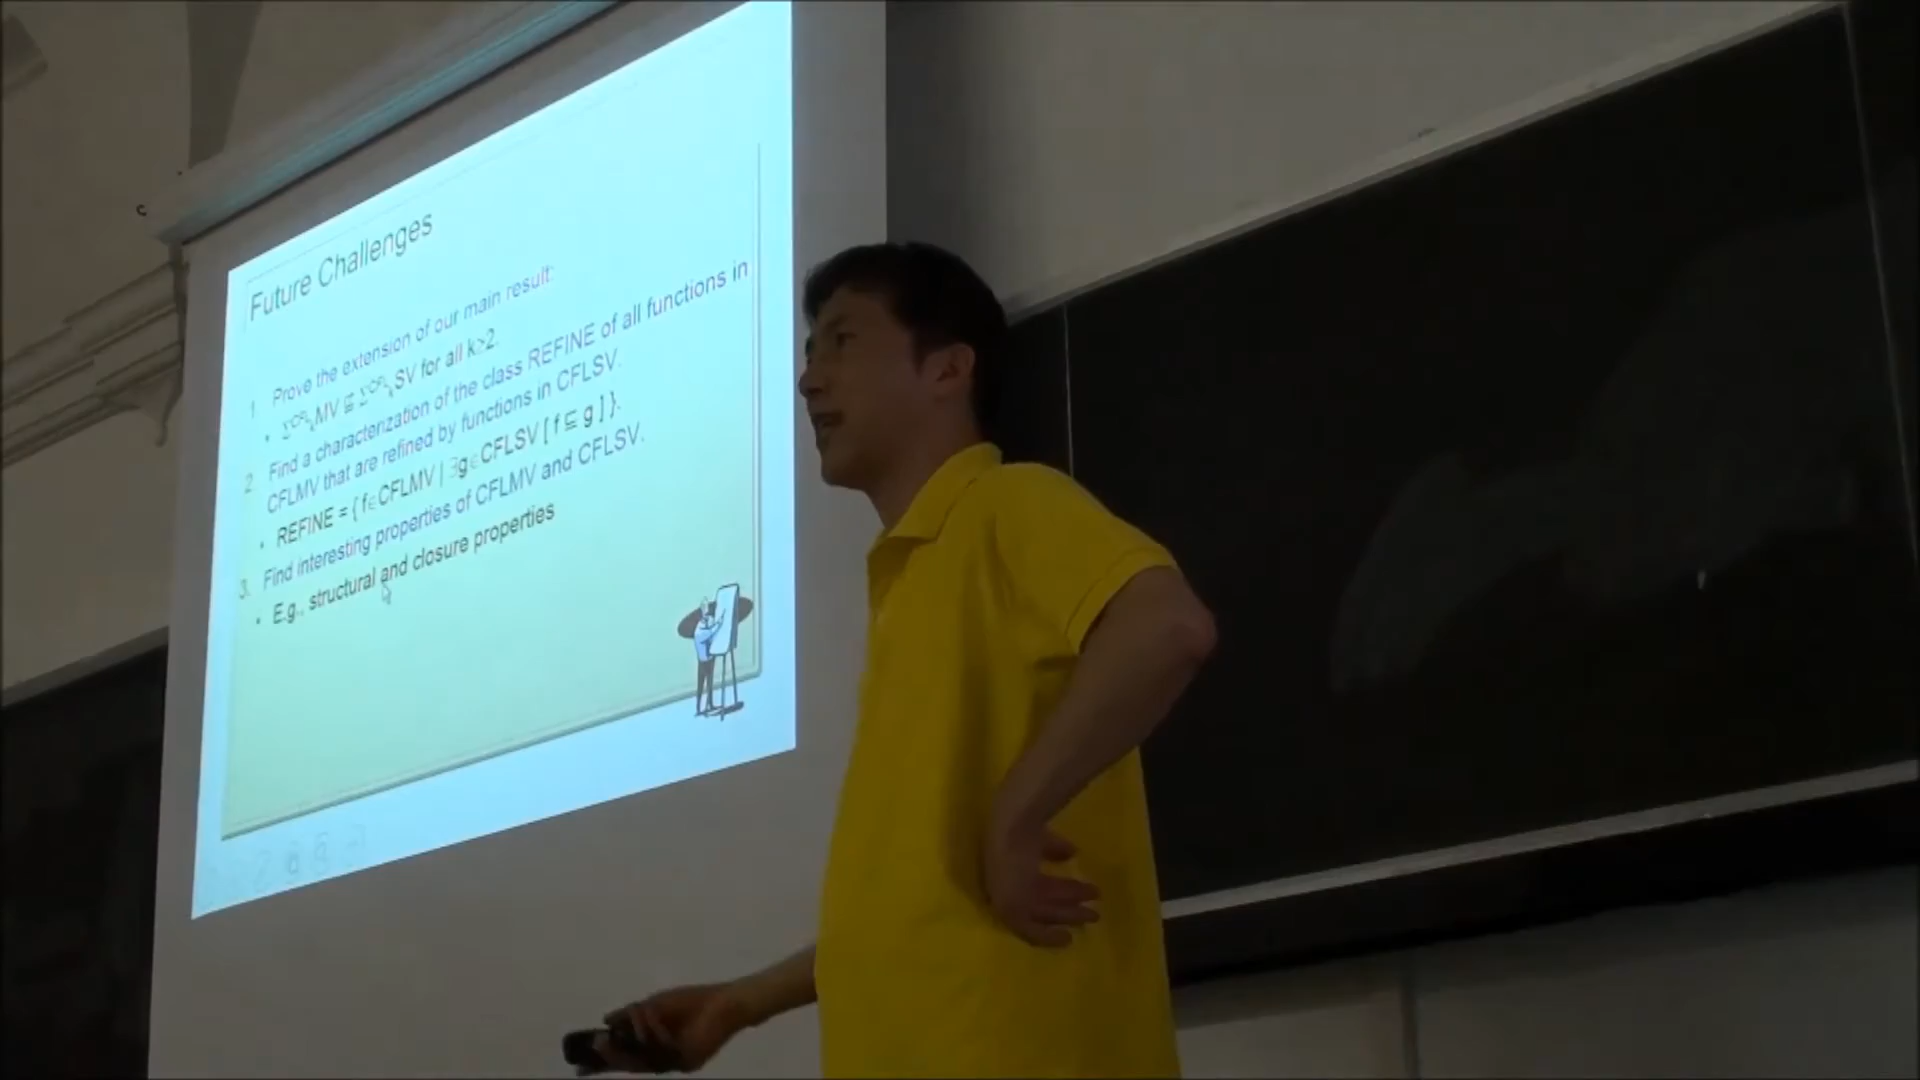 Future Challenges
1. Prove the extension of our main result:
• Σ^CFL_k MV ⋢ Σ^CFL_k SV for all k≥2.
2. Find a characterization of the class REFINE of all functions in
CFLMV that are refined by functions in CFLSV.
• REFINE = { f∈CFLMV | ∃g∈CFLSV [ f ⊑ g ] }.
3. Find interesting properties of CFLMV and CFLSV.
• E.g., structural and closure properties